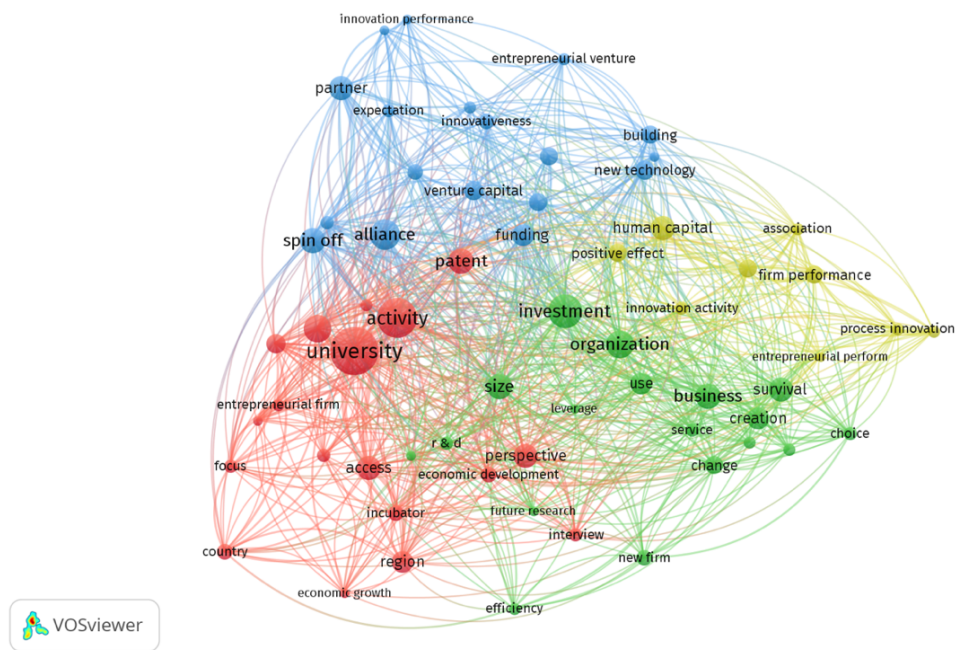 innovation performance
entrepreneurial venture
partner
expectation
innovativeness
building
new technology
venture capital
human capital
association
spin off
alliance
funding
positive effect
patent
firm performance
investment
innovation activity
activity
process innovation
organization
university
entrepreneurial perform
size
use
survival
business
entrepreneurial firm
leverage
creation
service
choice
r & d
perspective
focus
access
economic development
change
incubator
future research
interview
country
region
new firm
economic growth
efficiency
VOSviewer